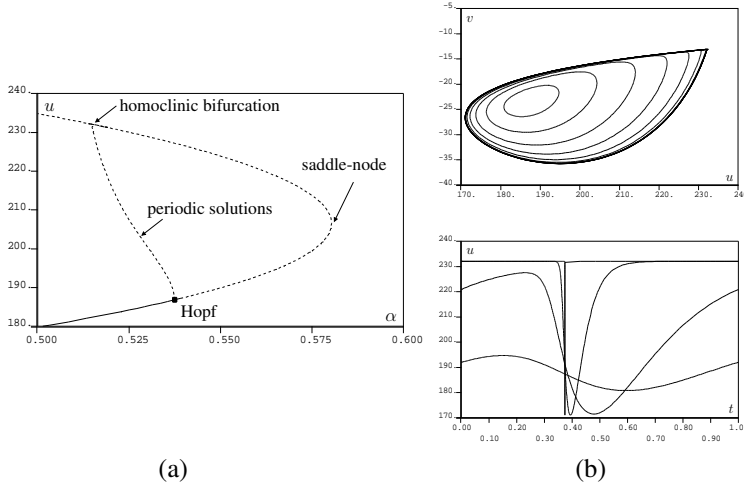 240
u
230
220
210
200
190
180
homoclinic bifurcation
saddle-node
periodic solutions
Hopf
α
0.500
0.525
0.550
0.575
0.600
(a)
-5
v
-10
-15
-20
-25
-30
-35
-40
u
170. 180. 190. 200. 210. 220. 230. 240
240
u
230
220
210
200
190
180
170
t
0.00 0.20 0.40 0.60 0.80 1.0
0.10 0.30 0.50 0.70 0.90
(b)